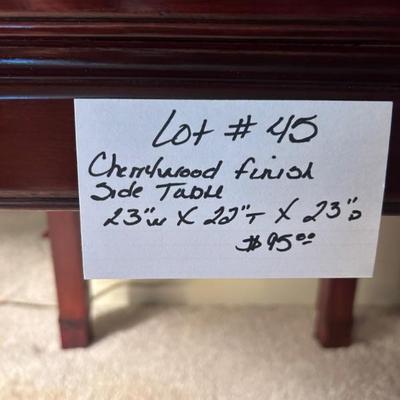 Lot # 45
Cherrywood finish
Side Table
23"w X 22"T X 23"D
$95.00